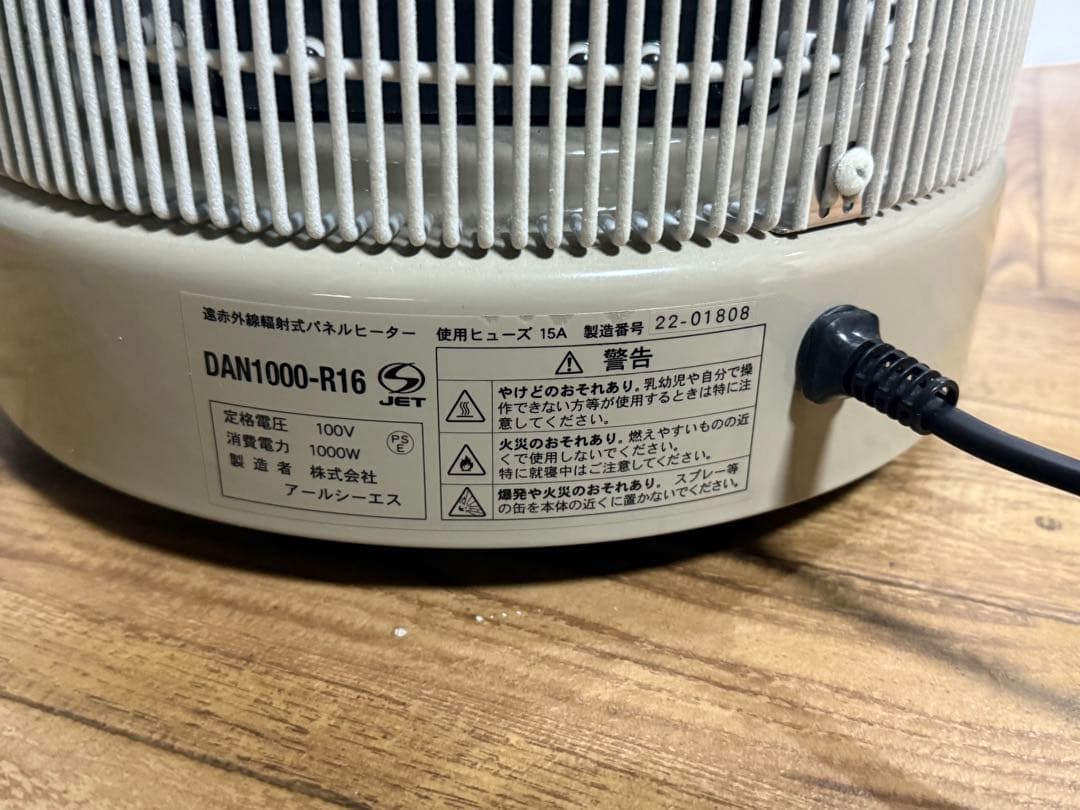 遠赤外線輻射式パネルヒーター 使用ヒューズ 15A 製造番号 22-01808
DAN1000-R16
JET
定格電圧 100V
消費電力 1000W
製造者 株式会社
アールシーエス
PS
E
警告
やけどのおそれあり。乳幼児や自分で操
作できない方等が使用するときは特に注
意してください。
火災のおそれあり。燃えやすいものの近
くで使用しないでください。
特に就寝中はご注意してください。
爆発や火災のおそれあり。スプレー等
の缶を本体の近くに置かないでください。